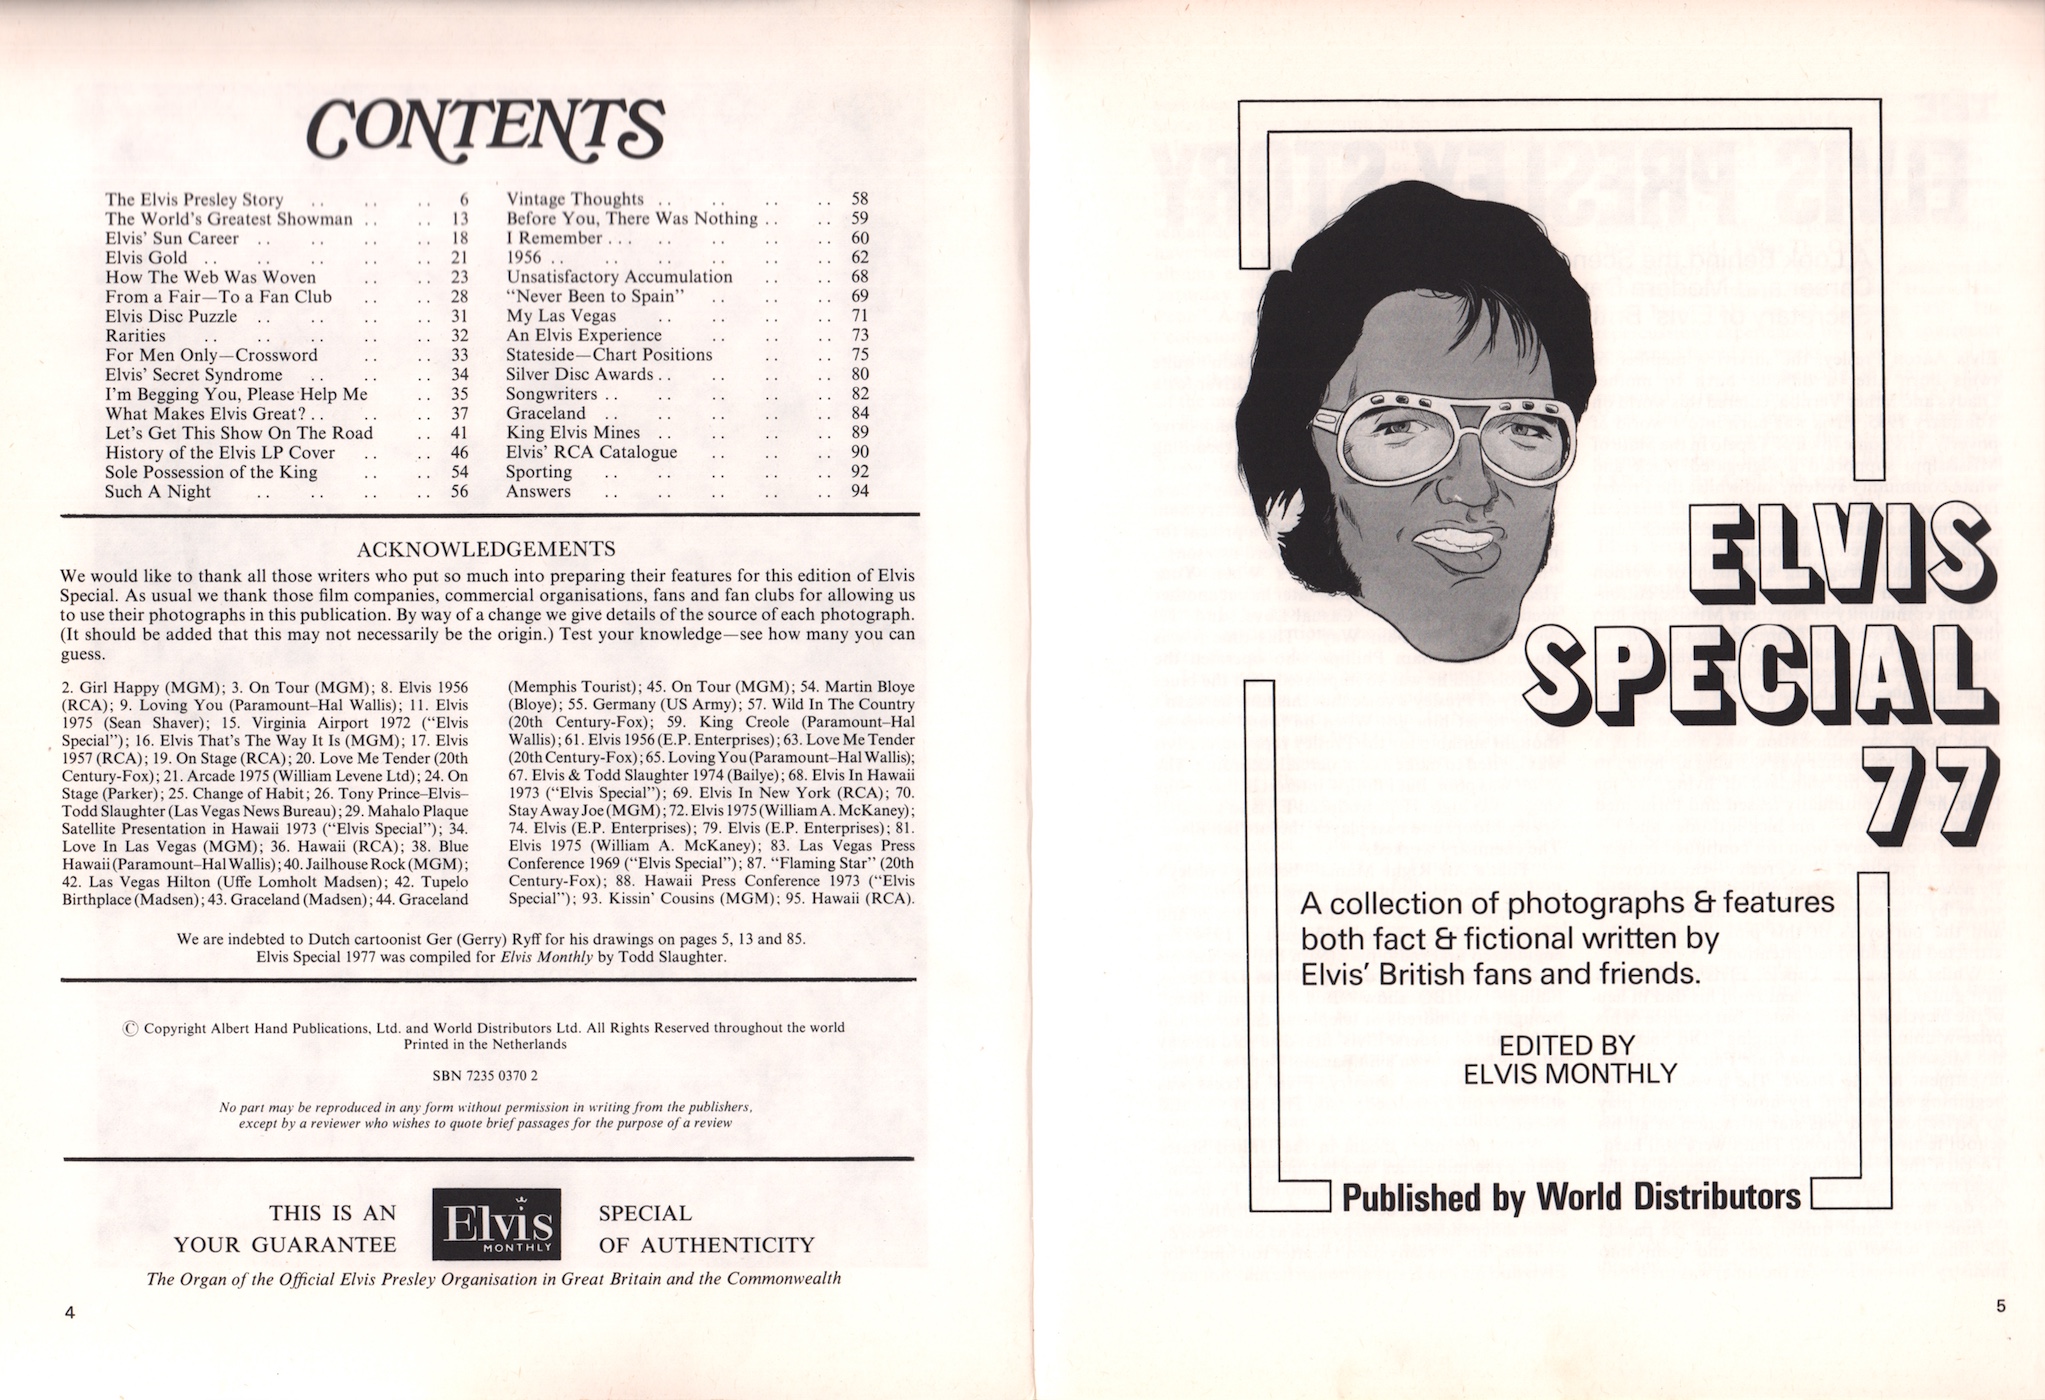 CONTENTS
The Elvis Presley Story .. .. .. 6
The World's Greatest Showman .. .. 13
Elvis' Sun Career .. .. .. .. 18
Elvis Gold .. .. .. .. .. 21
How The Web Was Woven .. .. 23
From a Fair—To a Fan Club .. .. 28
Elvis Disc Puzzle .. .. .. .. 31
Rarities .. .. .. .. .. 32
For Men Only—Crossword .. .. 33
Elvis' Secret Syndrome .. .. .. 34
I'm Begging You, Please Help Me .. 35
What Makes Elvis Great? .. .. .. 37
Let's Get This Show On The Road .. 41
History of the Elvis LP Cover .. .. 46
Sole Possession of the King .. .. 54
Such A Night .. .. .. .. 56
Vintage Thoughts .. .. .. .. 58
Before You, There Was Nothing .. .. 59
I Remember ... .. .. .. .. 60
1956 .. .. .. .. .. .. 62
Unsatisfactory Accumulation .. .. 68
“Never Been to Spain” .. .. .. 69
My Las Vegas .. .. .. .. 71
An Elvis Experience .. .. .. 73
Stateside—Chart Positions .. .. 75
Silver Disc Awards .. .. .. .. 80
Songwriters .. .. .. .. .. 82
Graceland .. .. .. .. .. 84
King Elvis Mines .. .. .. .. 89
Elvis' RCA Catalogue .. .. .. 90
Sporting .. .. .. .. .. 92
Answers .. .. .. .. .. 94
ACKNOWLEDGEMENTS
We would like to thank all those writers who put so much into preparing their features for this edition of Elvis
Special. As usual we thank those film companies, commercial organisations, fans and fan clubs for allowing us
to use their photographs in this publication. By way of a change we give details of the source of each photograph.
(It should be added that this may not necessarily be the origin.) Test your knowledge—see how many you can
guess.
2. Girl Happy (MGM); 3. On Tour (MGM); 8. Elvis 1956
(RCA); 9. Loving You (Paramount–Hal Wallis); 11. Elvis
1975 (Sean Shaver); 15. Virginia Airport 1972 (“Elvis
Special”); 16. Elvis That's The Way It Is (MGM); 17. Elvis
1957 (RCA); 19. On Stage (RCA); 20. Love Me Tender (20th
Century-Fox); 21. Arcade 1975 (William Levene Ltd); 24. On
Stage (Parker); 25. Change of Habit; 26. Tony Prince–Elvis–
Todd Slaughter (Las Vegas News Bureau); 29. Mahalo Plaque
Satellite Presentation in Hawaii 1973 (“Elvis Special”); 34.
Love In Las Vegas (MGM); 36. Hawaii (RCA); 38. Blue
Hawaii (Paramount–Hal Wallis); 40. Jailhouse Rock (MGM);
42. Las Vegas Hilton (Uffe Lomholt Madsen); 42. Tupelo
Birthplace (Madsen); 43. Graceland (Madsen); 44. Graceland
(Memphis Tourist); 45. On Tour (MGM); 54. Martin Bloye
(Bloye); 55. Germany (US Army); 57. Wild In The Country
(20th Century-Fox); 59. King Creole (Paramount–Hal
Wallis); 61. Elvis 1956 (E.P. Enterprises); 63. Love Me Tender
(20th Century-Fox); 65. Loving You (Paramount–Hal Wallis);
67. Elvis & Todd Slaughter 1974 (Bailye); 68. Elvis In Hawaii
1973 (“Elvis Special”); 69. Elvis In New York (RCA); 70.
Stay Away Joe (MGM); 72. Elvis 1975 (William A. McKaney);
74. Elvis (E.P. Enterprises); 79. Elvis (E.P. Enterprises); 81.
Elvis 1975 (William A. McKaney); 83. Las Vegas Press
Conference 1969 (“Elvis Special”); 87. “Flaming Star” (20th
Century-Fox); 88. Hawaii Press Conference 1973 (“Elvis
Special”); 93. Kissin' Cousins (MGM); 95. Hawaii (RCA).
We are indebted to Dutch cartoonist Ger (Gerry) Ryff for his drawings on pages 5, 13 and 85.
Elvis Special 1977 was compiled for Elvis Monthly by Todd Slaughter.
© Copyright Albert Hand Publications, Ltd. and World Distributors Ltd. All Rights Reserved throughout the world
Printed in the Netherlands
SBN 7235 0370 2
No part may be reproduced in any form without permission in writing from the publishers,
except by a reviewer who wishes to quote brief passages for the purpose of a review
THIS IS AN
YOUR GUARANTEE
Elvis
MONTHLY
SPECIAL
OF AUTHENTICITY
The Organ of the Official Elvis Presley Organisation in Great Britain and the Commonwealth
4
ELVIS
SPECIAL
77
A collection of photographs & features
both fact & fictional written by
Elvis' British fans and friends.
EDITED BY
ELVIS MONTHLY
Published by World Distributors
5